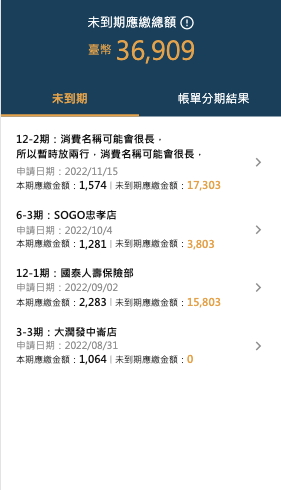 未到期應繳總額
臺幣 36,909
未到期
帳單分期結果
12-2期：消費名稱可能會很長，
所以暫時放兩行，消費名稱可能會很長，
申請日期：2022/11/15
本期應繳金額：1,574 | 未到期應繳金額：17,303
6-3期：SOGO忠孝店
申請日期：2022/10/4
本期應繳金額：1,281 | 未到期應繳金額：3,803
12-1期：國泰人壽保險部
申請日期：2022/09/02
本期應繳金額：2,283 | 未到期應繳金額：15,803
3-3期：大潤發中崙店
申請日期：2022/08/31
本期應繳金額：1,064 | 未到期應繳金額：0